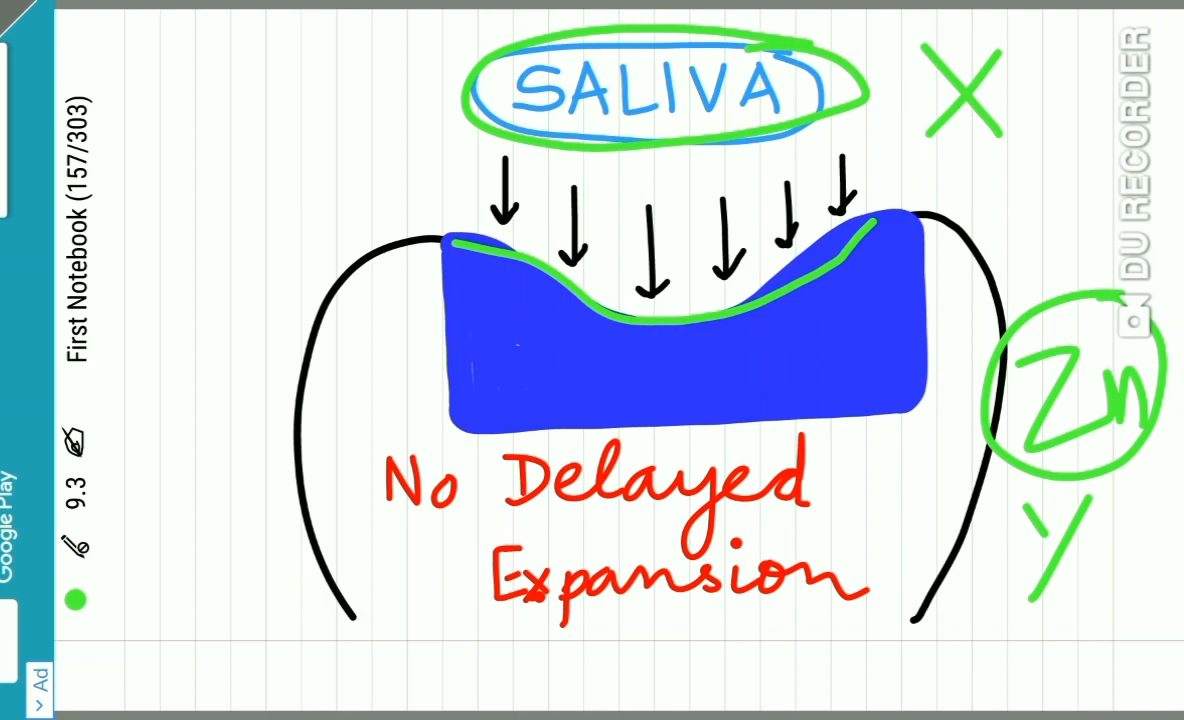 SALIVA
X
Zn
Y
No Delayed
Expansion
First Notebook (157/303)
9.3
Google Play
Ad
DU RECORDER